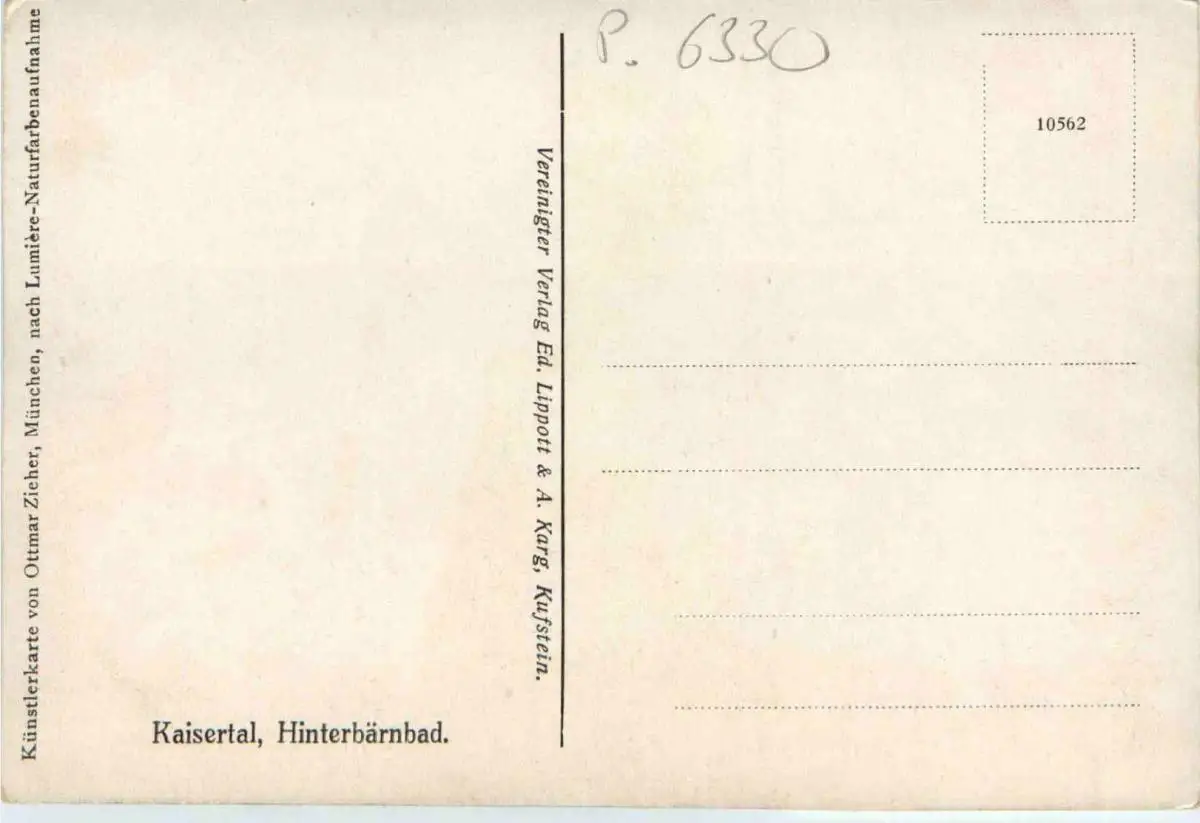 Künstlerkarte von Ottmar Zieher, München, nach Lumière-Naturfarbenaufnahme
Kaisertal, Hinterbärnbad.
Vereinigter Verlag Ed. Lippott & A. Karg, Kufstein.
P. 6330
10562